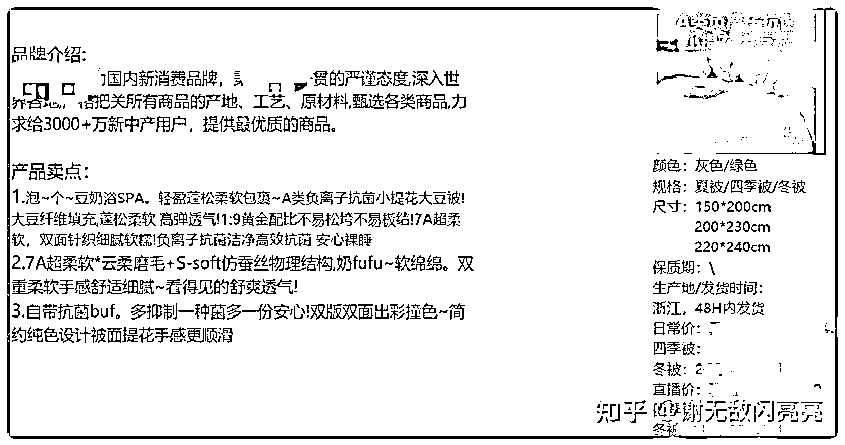 品牌介绍:
国内新消费品牌，
贯的严谨态度,深入世
把关所有商品的产地、工艺、原材料,甄选各类商品,力
求给3000+万新中产用户，提供最优质的商品。
产品卖点：
1.泡~个~豆奶浴SPA。轻盈蓬松柔软包裹~A类负离子抗菌小提花大豆被!
大豆纤维填充,蓬松柔软 高弹透气!1:9黄金配比不易松垮不易板结!7A超柔
软，双面针织细腻软糯!负离子抗菌洁净高效抗菌 安心裸睡
2.7A超柔软*云柔磨毛+S-soft仿蚕丝物理结构,奶fufu~软绵绵。双
重柔软手感舒适细腻~看得见的舒爽透气!
3.自带抗菌buf。多抑制一种菌多一份安心!双版双面出彩撞色~简
约纯色设计被面提花手感更顺滑
颜色：灰色/绿色
规格：夏被/四季被/冬被
尺寸：150*200cm
200*230cm
220*240cm
保质期：\
生产地/发货时间：
浙江，48H内发货
日常价：
四季被：
冬被：2
直播价：
冬被
知乎 @谢无敌闪亮亮